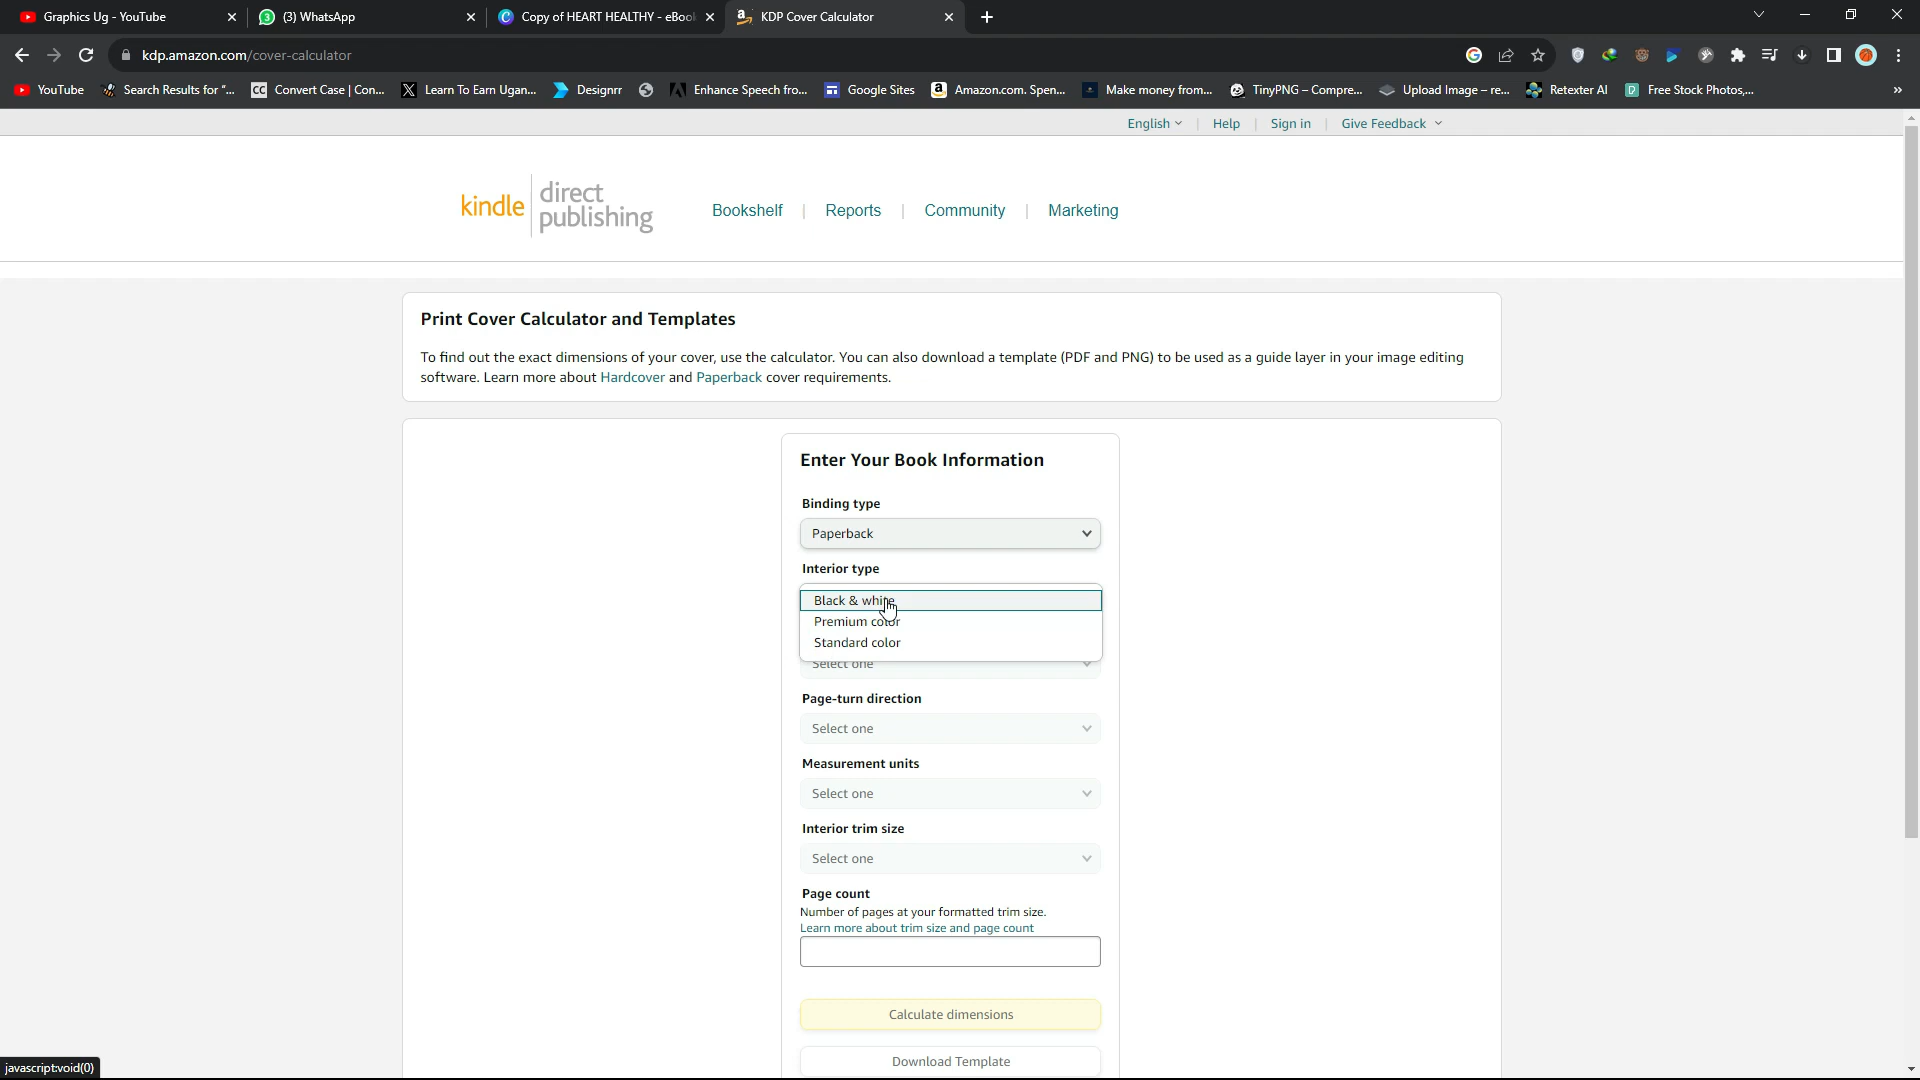 Graphics Ug - YouTube
(3) WhatsApp
Copy of HEART HEALTHY - eBook
KDP Cover Calculator
kdp.amazon.com/cover-calculator
YouTube
Search Results for "...
Convert Case | Con...
Learn To Earn Ugan...
Designrr
Enhance Speech fro...
Google Sites
Amazon.com. Spen...
Make money from...
TinyPNG – Compre...
Upload Image – re...
Retexter AI
Free Stock Photos,...
English
Help
Sign in
Give Feedback
kindle direct publishing
Bookshelf
Reports
Community
Marketing
Print Cover Calculator and Templates
To find out the exact dimensions of your cover, use the calculator. You can also download a template (PDF and PNG) to be used as a guide layer in your image editing
software. Learn more about Hardcover and Paperback cover requirements.
Enter Your Book Information
Binding type
Paperback
Interior type
Black & white
Premium color
Standard color
Select one
Page-turn direction
Select one
Measurement units
Select one
Interior trim size
Select one
Page count
Number of pages at your formatted trim size.
Learn more about trim size and page count
Calculate dimensions
Download Template
javascript:void(0)